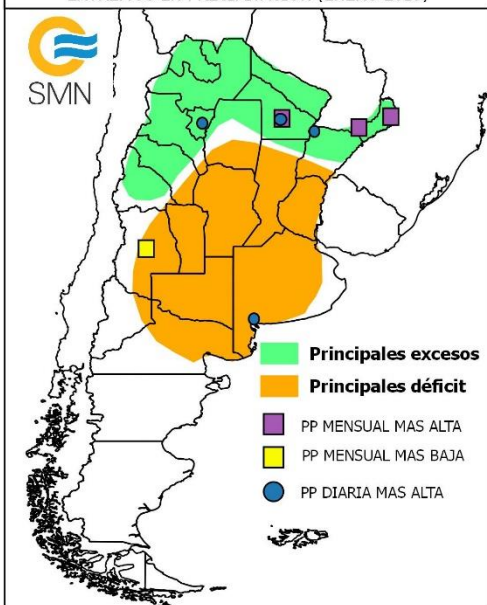 SMN
Principales excesos
Principales déficit
PP MENSUAL MAS ALTA
PP MENSUAL MAS BAJA
PP DIARIA MAS ALTA